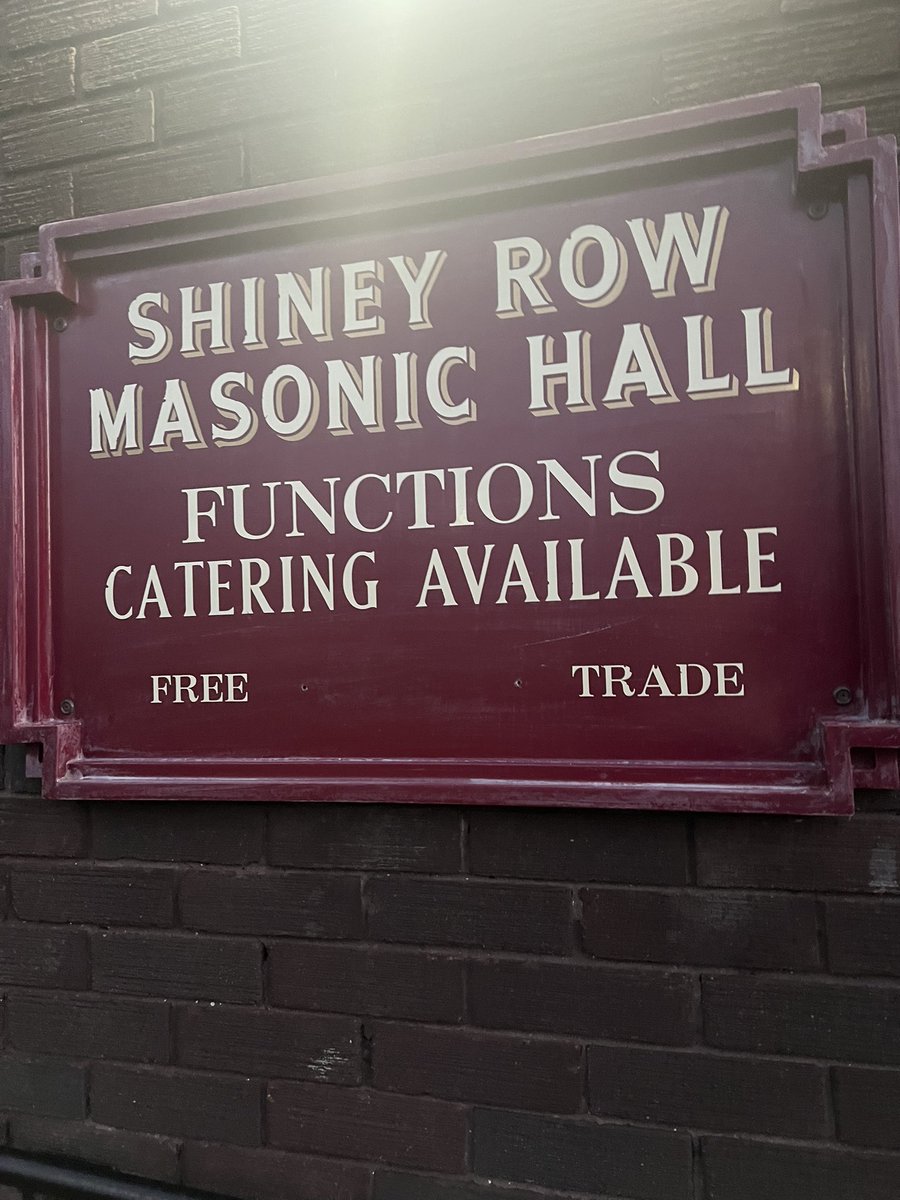 SHINEY ROW
MASONIC HALL
FUNCTIONS
CATERING AVAILABLE
FREE TRADE